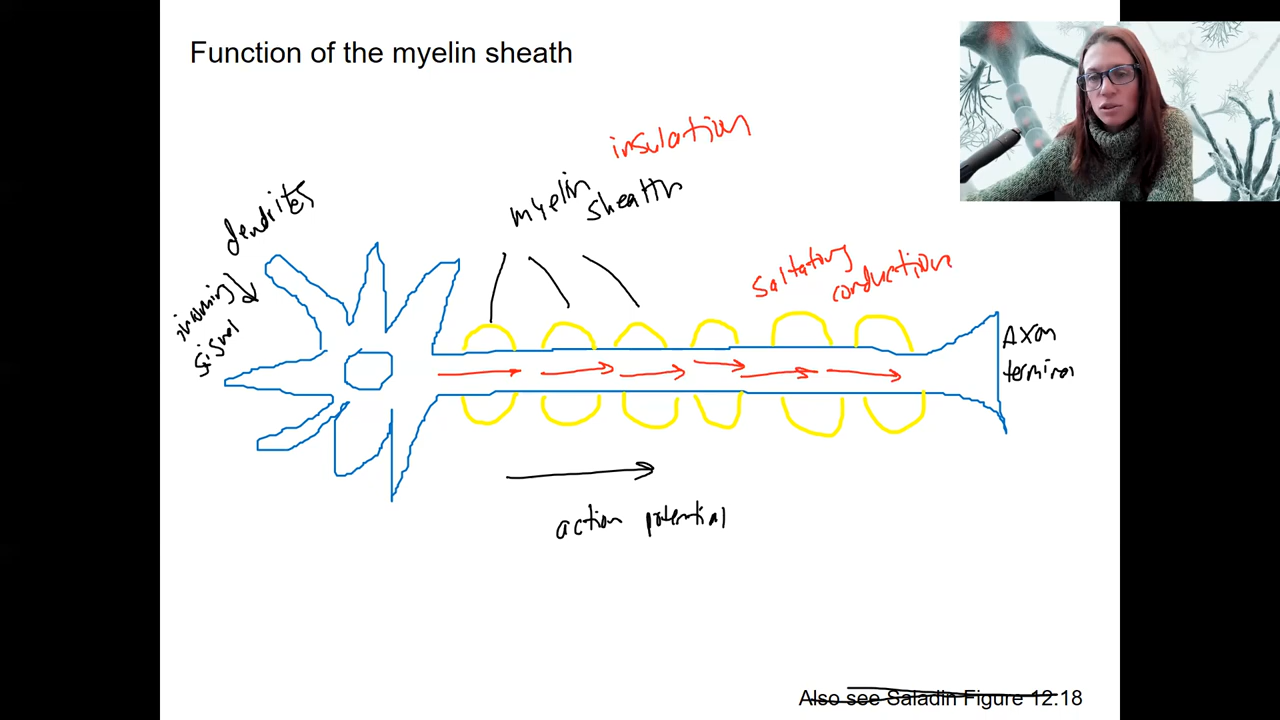 Function of the myelin sheath
insulation
myelin
sheath
dendrites
incoming
signal
saltatory
conduction
Axon
terminal
action potential
Also see Saladin Figure 12.18